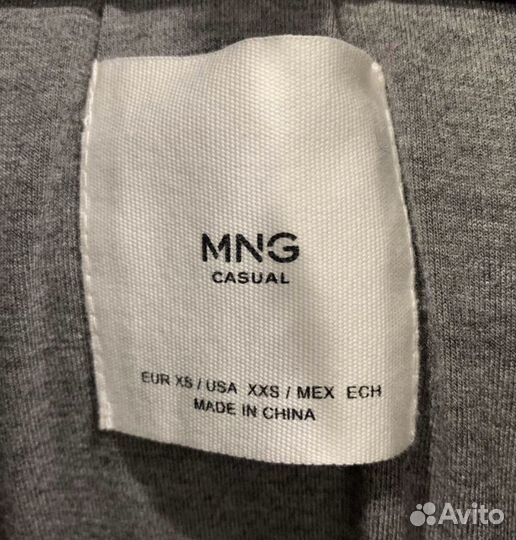 MNG
CASUAL
EUR XS / USA XXS / MEX ECH
MADE IN CHINA
Avito